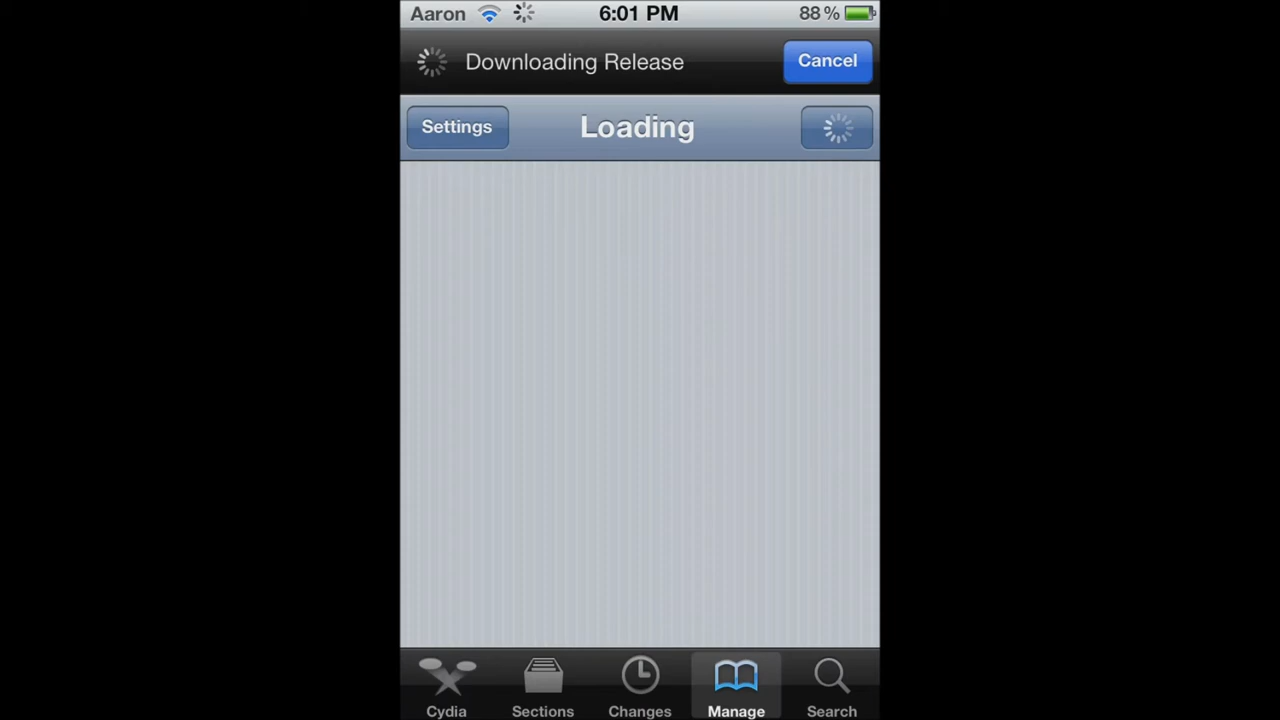 Aaron 6:01 PM 88%
Downloading Release Cancel
Settings Loading
Cydia Sections Changes Manage Search